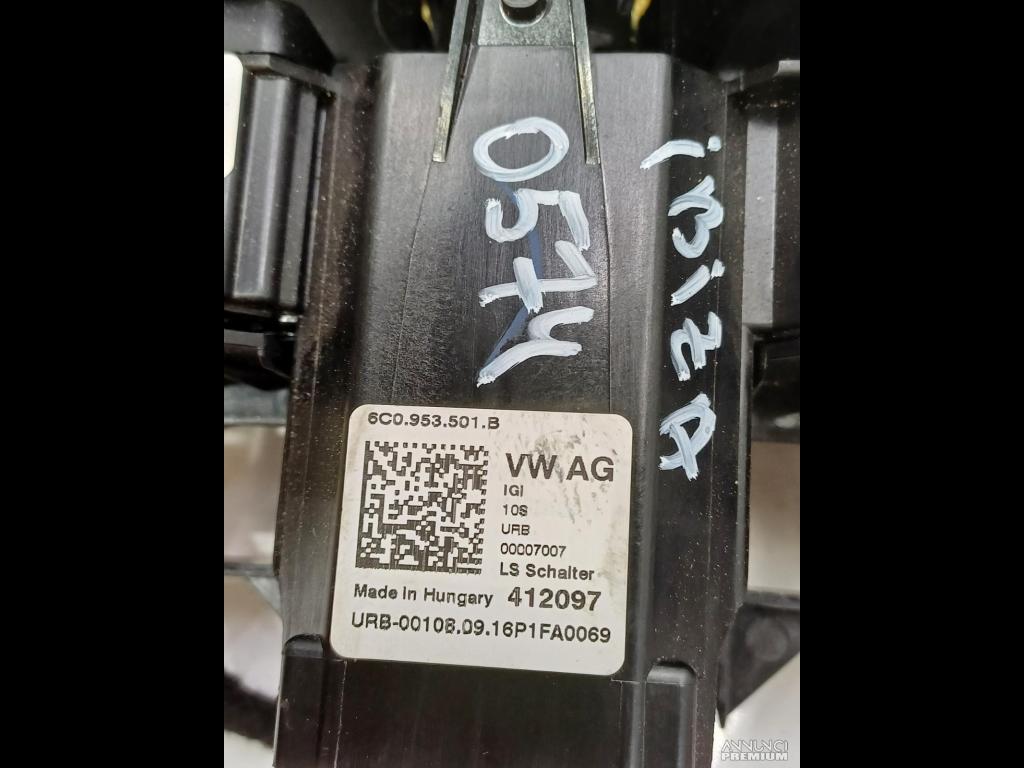 0574
iBizA
6C0.953.501.B
VW AG
IGI
10S
URB
00007007
LS Schalter
Made in Hungary 412097
URB-00108.09.16P1FA0069
ANNUNCI
PREMIUM